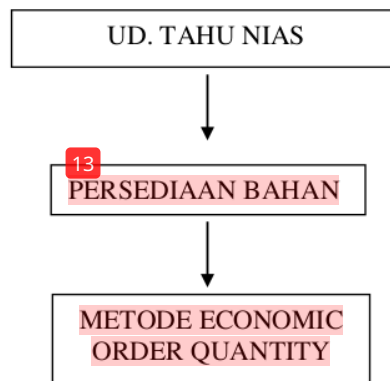 UD. TAHU NIAS
13
PERSEDIAAN BAHAN
METODE ECONOMIC
ORDER QUANTITY